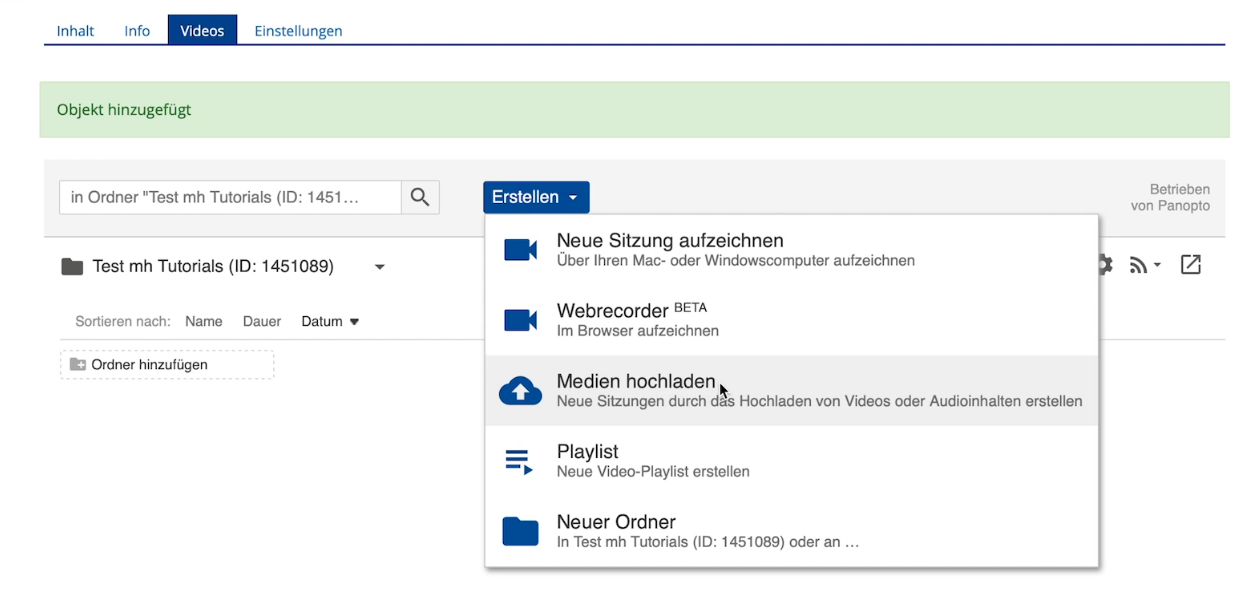 Inhalt Info Videos Einstellungen
Objekt hinzugefügt
in Ordner "Test mh Tutorials (ID: 1451…
Erstellen
Betrieben
von Panopto
Test mh Tutorials (ID: 1451089)
Sortieren nach: Name Dauer Datum
Ordner hinzufügen
Neue Sitzung aufzeichnen
Über Ihren Mac- oder Windowscomputer aufzeichnen
Webrecorder BETA
Im Browser aufzeichnen
Medien hochladen
Neue Sitzungen durch das Hochladen von Videos oder Audioinhalten erstellen
Playlist
Neue Video-Playlist erstellen
Neuer Ordner
In Test mh Tutorials (ID: 1451089) oder an …